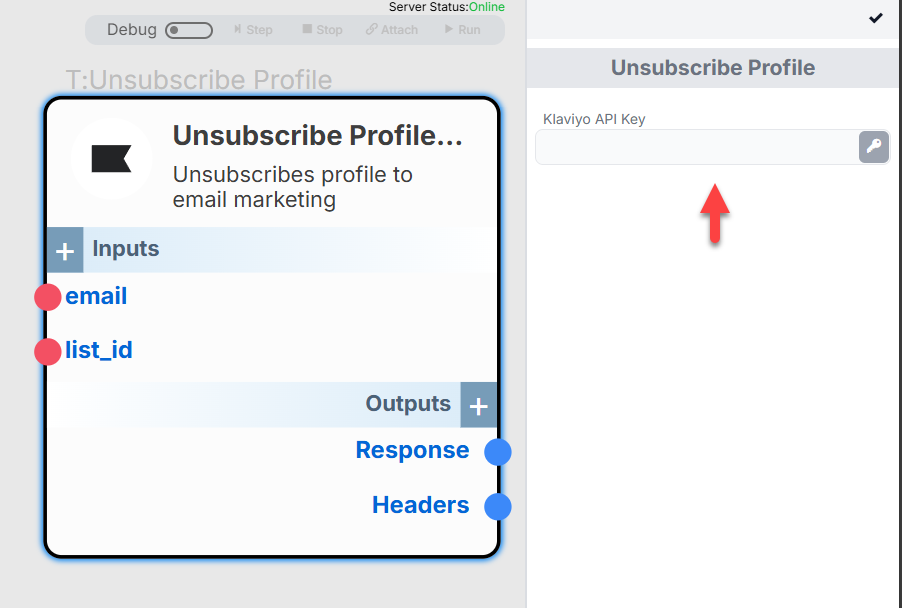 Server Status:Online
Debug Step Stop Attach Run
T:Unsubscribe Profile
Unsubscribe Profile...
Unsubscribes profile to
email marketing
+ Inputs
email
list_id
Outputs +
Response
Headers
Unsubscribe Profile
Klaviyo API Key